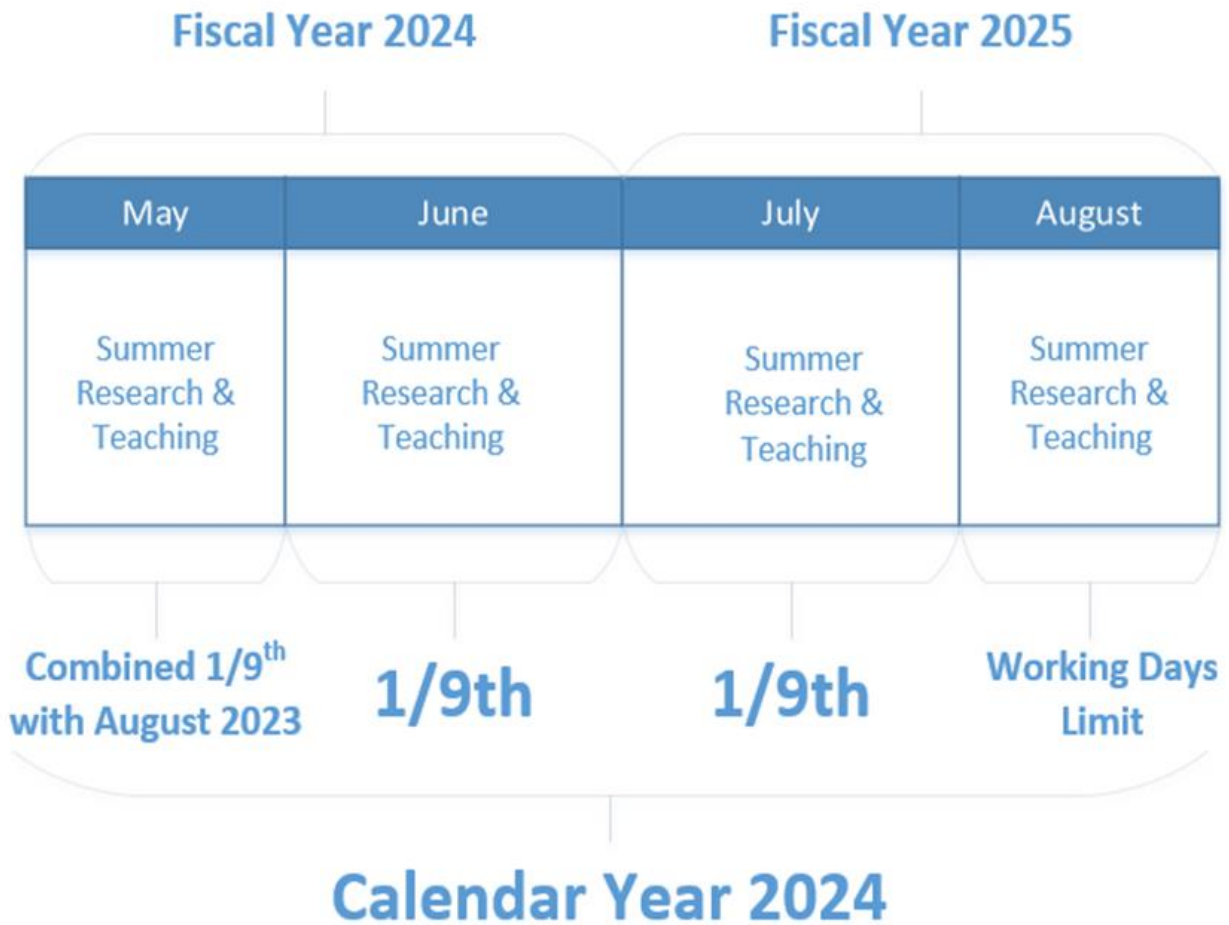 Fiscal Year 2024
Fiscal Year 2025
May
June
July
August
Summer
Research &
Teaching
Summer
Research &
Teaching
Summer
Research &
Teaching
Summer
Research &
Teaching
Combined 1/9th
with August 2023
1/9th
1/9th
Working Days
Limit
Calendar Year 2024